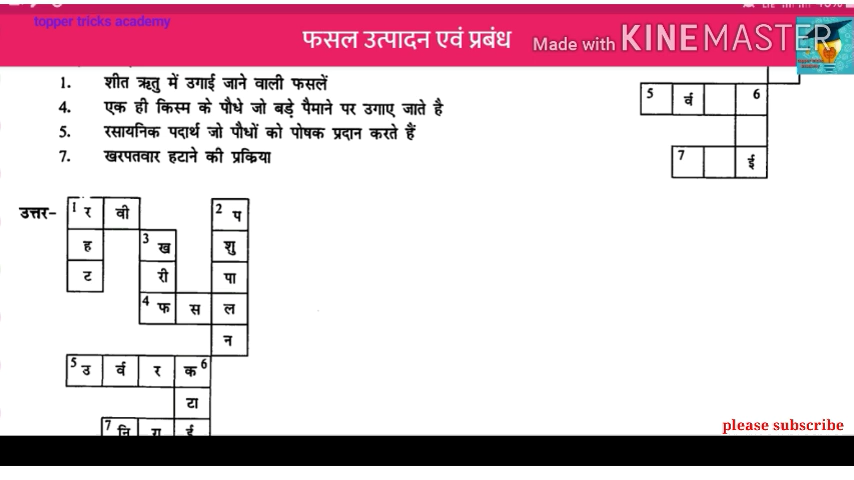 topper tricks academy
फसल उत्पादन एवं प्रबंध
Made with KINEMASTER
1. शीत ऋतु में उगाई जाने वाली फसलें
4. एक ही किस्म के पौधे जो बड़े पैमाने पर उगाए जाते है
5. रसायनिक पदार्थ जो पौधों को पोषक प्रदान करते हैं
7. खरपतवार हटाने की प्रक्रिया
5 र्व 6
7 ई
उत्तर- 1 र वी 2 प
ह 3 ख शु
ट री पा
4 फ स ल
न
5 उ र्व र क 6
टा
7 नि रा ई
please subscribe